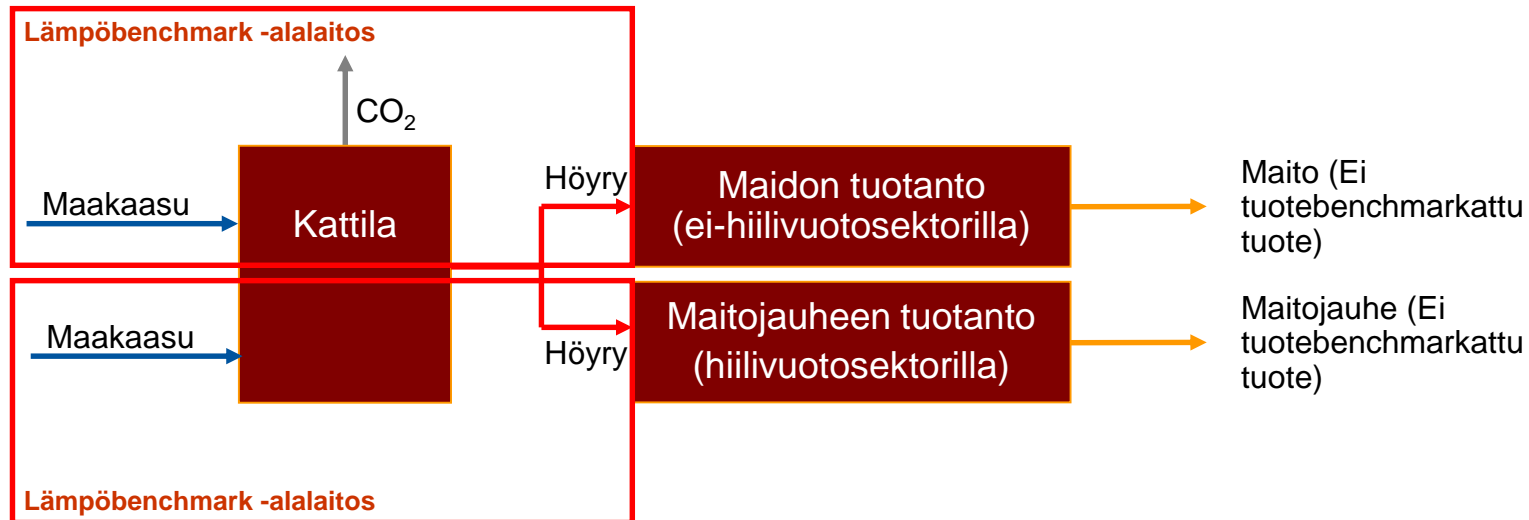 Lämpöbenchmark -alalaitos
CO2
Maakaasu
Kattila
Höyry
Maidon tuotanto
(ei-hiilivuotosektorilla)
Maito (Ei
tuotebenchmarkattu
tuote)
Maakaasu
Höyry
Maitojauheen tuotanto
(hiilivuotosektorilla)
Maitojauhe (Ei
tuotebenchmarkattu
tuote)
Lämpöbenchmark -alalaitos